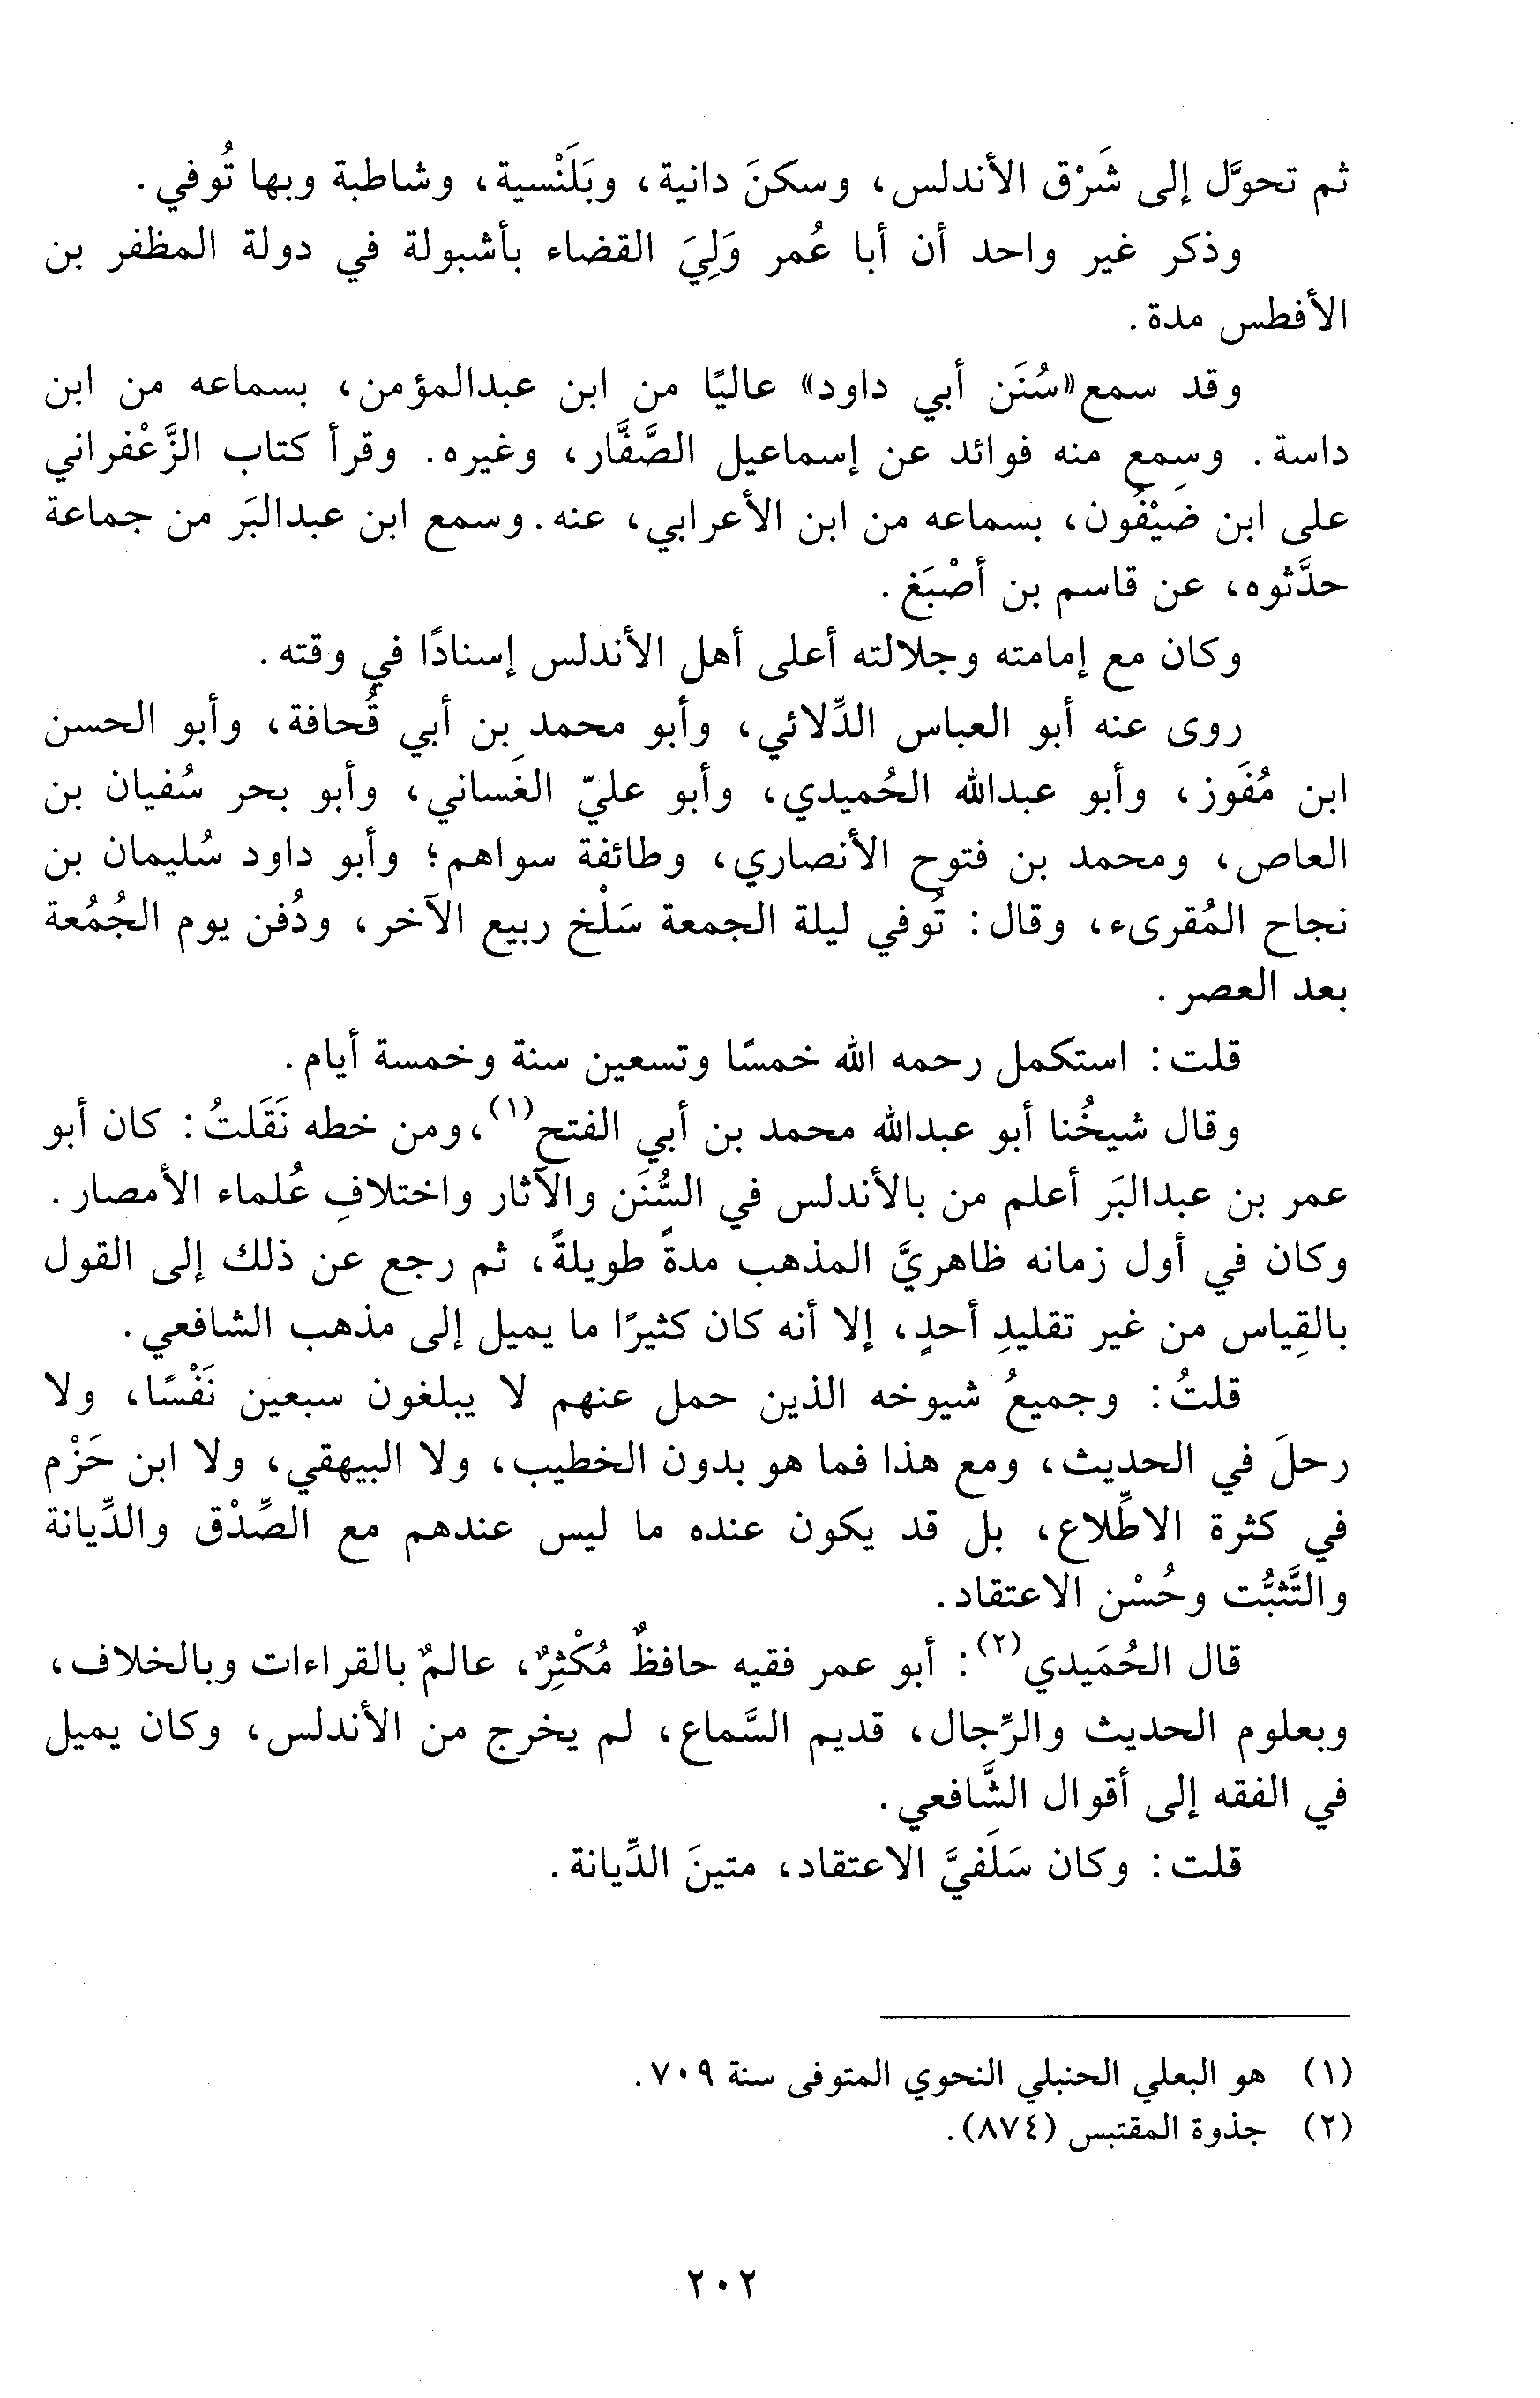 ثم تحوَّل إلى شَرْق الأندلس، وسكنَ دانية، وبَلَنْسية، وشاطبة وبها تُوفي.
وذكر غير واحد أن أبا عُمر وَلِيَ القضاء بأشبولة في دولة المظفر بن
الأفطس مدة.
وقد سمع «سُنَن أبي داود» عاليًا من ابن عبدالمؤمن، بسماعه من ابن
داسة. وسمع منه فوائد عن إسماعيل الصَّفَّار، وغيره. وقرأ كتاب الزَّعْفراني
على ابن ضَيْفُون، بسماعه من ابن الأعرابي، عنه. وسمع ابن عبدالبَر من جماعة
حدَّثوه، عن قاسم بن أصْبَغ.
وكان مع إمامته وجلالته أعلى أهل الأندلس إسنادًا في وقته.
روى عنه أبو العباس الدِّلائي، وأبو محمد بن أبي قُحافة، وأبو الحسن
ابن مُفَوز، وأبو عبدالله الحُميدي، وأبو عليّ الغَساني، وأبو بحر سُفيان بن
العاص، ومحمد بن فتوح الأنصاري، وطائفة سواهم؛ وأبو داود سُليمان بن
نجاح المُقرىء، وقال: تُوفي ليلة الجمعة سَلْخ ربيع الآخر، ودُفن يوم الجُمُعة
بعد العصر.
قلت: استكمل رحمه الله خمسًا وتسعين سنة وخمسة أيام.
وقال شيخُنا أبو عبدالله محمد بن أبي الفتح(١)، ومن خطه نَقَلتُ: كان أبو
عمر بن عبدالبَر أعلم من بالأندلس في السُّنَن والآثار واختلافِ عُلماء الأمصار.
وكان في أول زمانه ظاهريَّ المذهب مدةً طويلةً، ثم رجع عن ذلك إلى القول
بالقِياس من غير تقليدِ أحدٍ، إلا أنه كان كثيرًا ما يميل إلى مذهب الشافعي.
قلتُ: وجميعُ شيوخه الذين حمل عنهم لا يبلغون سبعين نَفْسًا، ولا
رحلَ في الحديث، ومع هذا فما هو بدون الخطيب، ولا البيهقي، ولا ابن حَزْم
في كثرة الاطِّلاع، بل قد يكون عنده ما ليس عندهم مع الصِّدْق والدِّيانة
والتَّثبُّت وحُسْن الاعتقاد.
قال الحُمَيدي(٢): أبو عمر فقيه حافظٌ مُكْثِرٌ، عالمٌ بالقراءات وبالخلاف،
وبعلوم الحديث والرِّجال، قديم السَّماع، لم يخرج من الأندلس، وكان يميل
في الفقه إلى أقوال الشَّافعي.
قلت: وكان سَلَفيَّ الاعتقاد، متينَ الدِّيانة.
(١) هو البعلي الحنبلي النحوي المتوفى سنة ٧٠٩.
(٢) جذوة المقتبس (٨٧٤).
٢٠٢